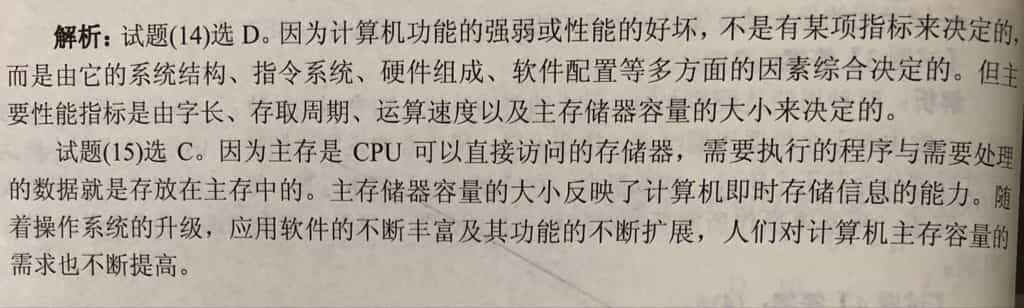 解析：试题(14)选 D。因为计算机功能的强弱或性能的好坏，不是有某项指标来决定的，
而是由它的系统结构、指令系统、硬件组成、软件配置等多方面的因素综合决定的。但主
要性能指标是由字长、存取周期、运算速度以及主存储器容量的大小来决定的。
试题(15)选 C。因为主存是 CPU 可以直接访问的存储器，需要执行的程序与需要处理
的数据就是存放在主存中的。主存储器容量的大小反映了计算机即时存储信息的能力。随
着操作系统的升级，应用软件的不断丰富及其功能的不断扩展，人们对计算机主存容量的
需求也不断提高。